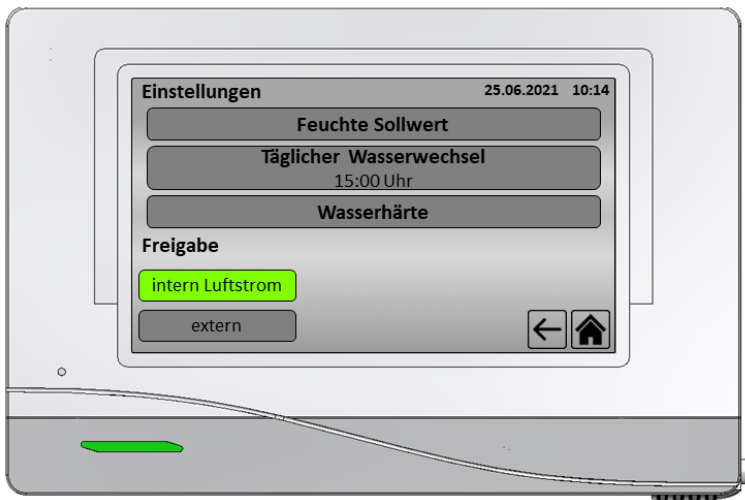 Einstellungen 25.06.2021 10:14
Feuchte Sollwert
Täglicher Wasserwechsel
15:00 Uhr
Wasserhärte
Freigabe
intern Luftstrom
extern